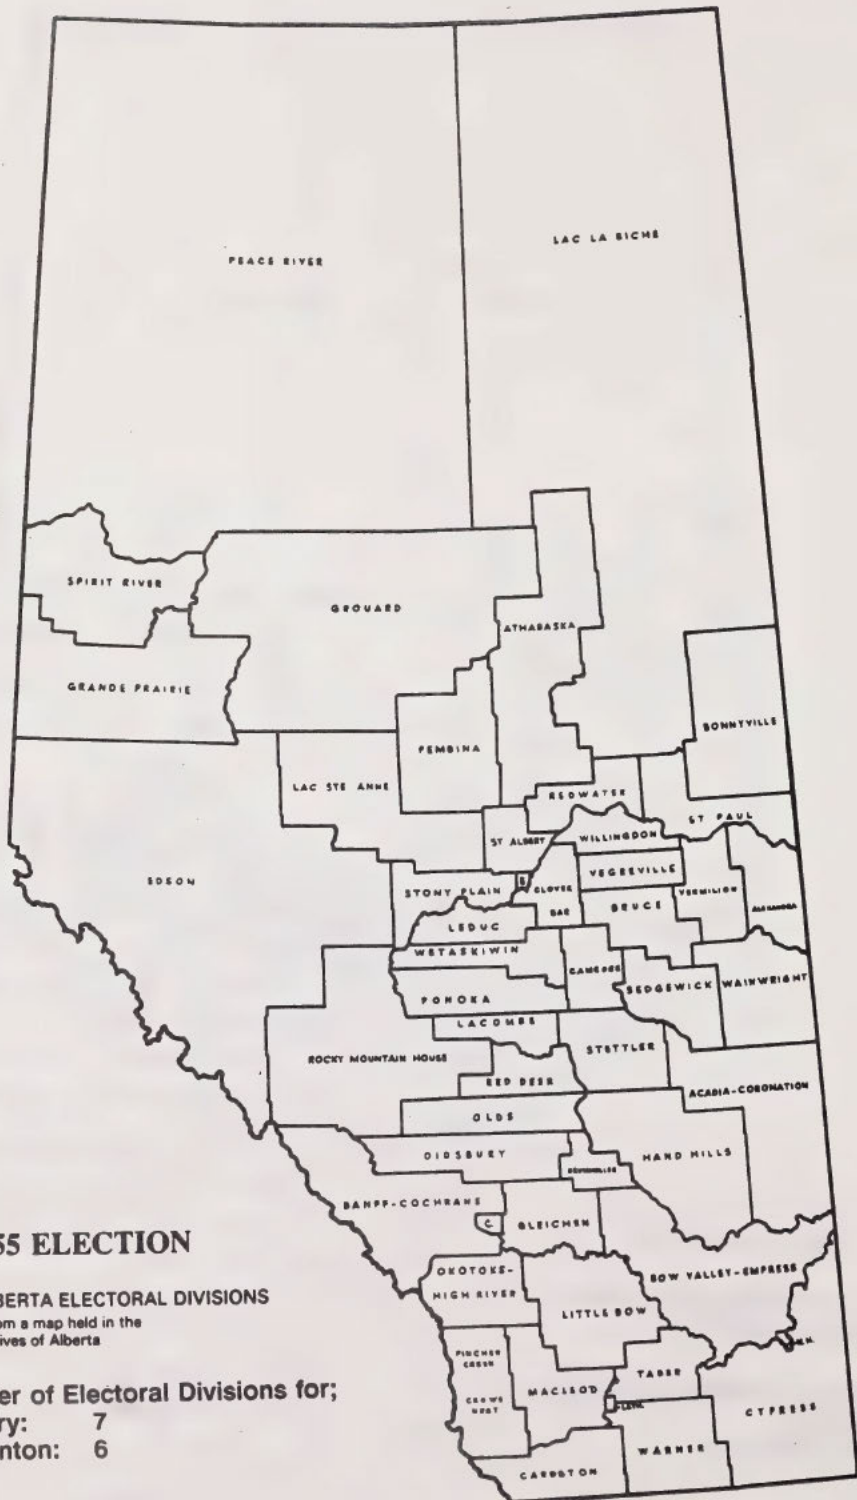 PEACE RIVER
LAC LA BICHE
SPIRIT RIVER
GROUARD
ATHABASKA
GRANDE PRAIRIE
BONNYVILLE
PEMBINA
LAC STE ANNE
REDWATER
ST PAUL
ST ALBERT
WILLINGDON
EDSON
VEGREVILLE
STONY PLAIN
E
CLOVER
BAR
BRUCE
VERMILION
ALEXANDRA
LEDUC
WETASKIWIN
CAMROSE
SEDGEWICK
WAINWRIGHT
PONOKA
LACOMBE
ROCKY MOUNTAIN HOUSE
STETTLER
RED DEER
ACADIA-CORONATION
OLDS
DIDSBURY
DRUMHELLER
HAND HILLS
BANFF-COCHRANE
C.
GLEICHEN
OKOTOKS-
HIGH RIVER
BOW VALLEY-EMPRESS
LITTLE BOW
M.H.
PINCHER
CREEK
CROWS
NEST
MACLEOD
TABER
LETH.
CYPRESS
WARNER
CARDSTON
55 ELECTION
BERTA ELECTORAL DIVISIONS
om a map held in the
ives of Alberta
er of Electoral Divisions for;
ry: 7
nton: 6